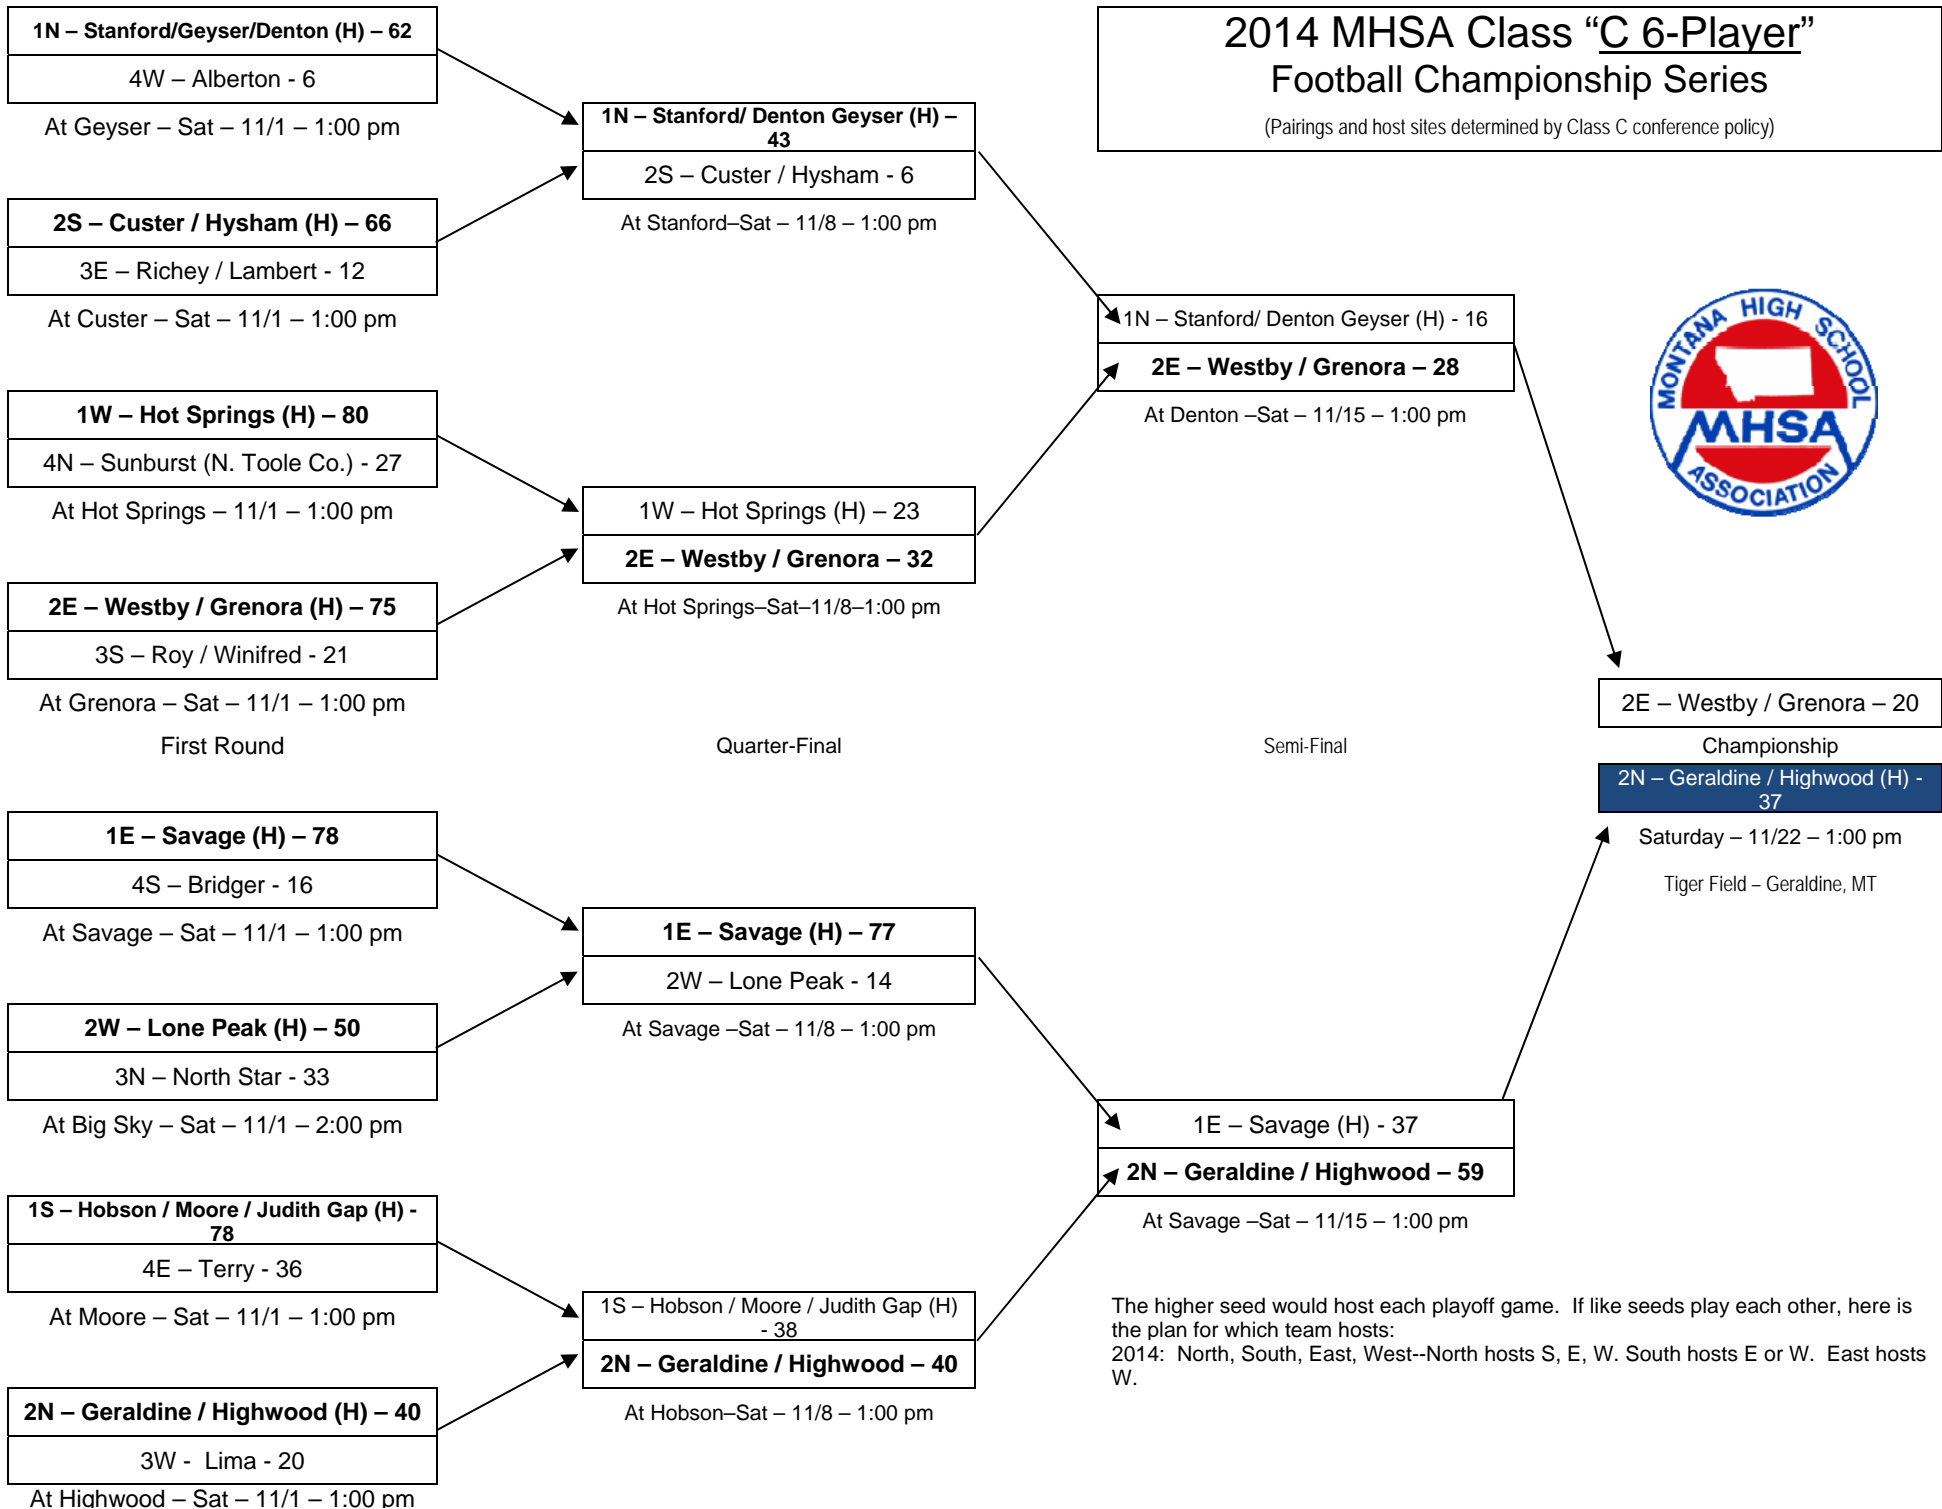 2014 MHSA Class “C 6-Player”
Football Championship Series
(Pairings and host sites determined by Class C conference policy)
1N – Stanford/Geyser/Denton (H) – 62
4W – Alberton - 6
At Geyser – Sat – 11/1 – 1:00 pm
2S – Custer / Hysham (H) – 66
3E – Richey / Lambert - 12
At Custer – Sat – 11/1 – 1:00 pm
1W – Hot Springs (H) – 80
4N – Sunburst (N. Toole Co.) - 27
At Hot Springs – 11/1 – 1:00 pm
2E – Westby / Grenora (H) – 75
3S – Roy / Winifred - 21
At Grenora – Sat – 11/1 – 1:00 pm
First Round
1E – Savage (H) – 78
4S – Bridger - 16
At Savage – Sat – 11/1 – 1:00 pm
2W – Lone Peak (H) – 50
3N – North Star - 33
At Big Sky – Sat – 11/1 – 2:00 pm
1S – Hobson / Moore / Judith Gap (H) -
78
4E – Terry - 36
At Moore – Sat – 11/1 – 1:00 pm
2N – Geraldine / Highwood (H) – 40
3W - Lima - 20
At Highwood – Sat – 11/1 – 1:00 pm
1N – Stanford/ Denton Geyser (H) –
43
2S – Custer / Hysham - 6
At Stanford–Sat – 11/8 – 1:00 pm
1W – Hot Springs (H) – 23
2E – Westby / Grenora – 32
At Hot Springs–Sat–11/8–1:00 pm
Quarter-Final
1E – Savage (H) – 77
2W – Lone Peak - 14
At Savage –Sat – 11/8 – 1:00 pm
1S – Hobson / Moore / Judith Gap (H)
- 38
2N – Geraldine / Highwood – 40
At Hobson–Sat – 11/8 – 1:00 pm
1N – Stanford/ Denton Geyser (H) - 16
2E – Westby / Grenora – 28
At Denton –Sat – 11/15 – 1:00 pm
Semi-Final
1E – Savage (H) - 37
2N – Geraldine / Highwood – 59
At Savage –Sat – 11/15 – 1:00 pm
MONTANA HIGH SCHOOL
MHSA
ASSOCIATION
2E – Westby / Grenora – 20
Championship
2N – Geraldine / Highwood (H) -
37
Saturday – 11/22 – 1:00 pm
Tiger Field – Geraldine, MT
The higher seed would host each playoff game. If like seeds play each other, here is
the plan for which team hosts:
2014: North, South, East, West--North hosts S, E, W. South hosts E or W. East hosts
W.